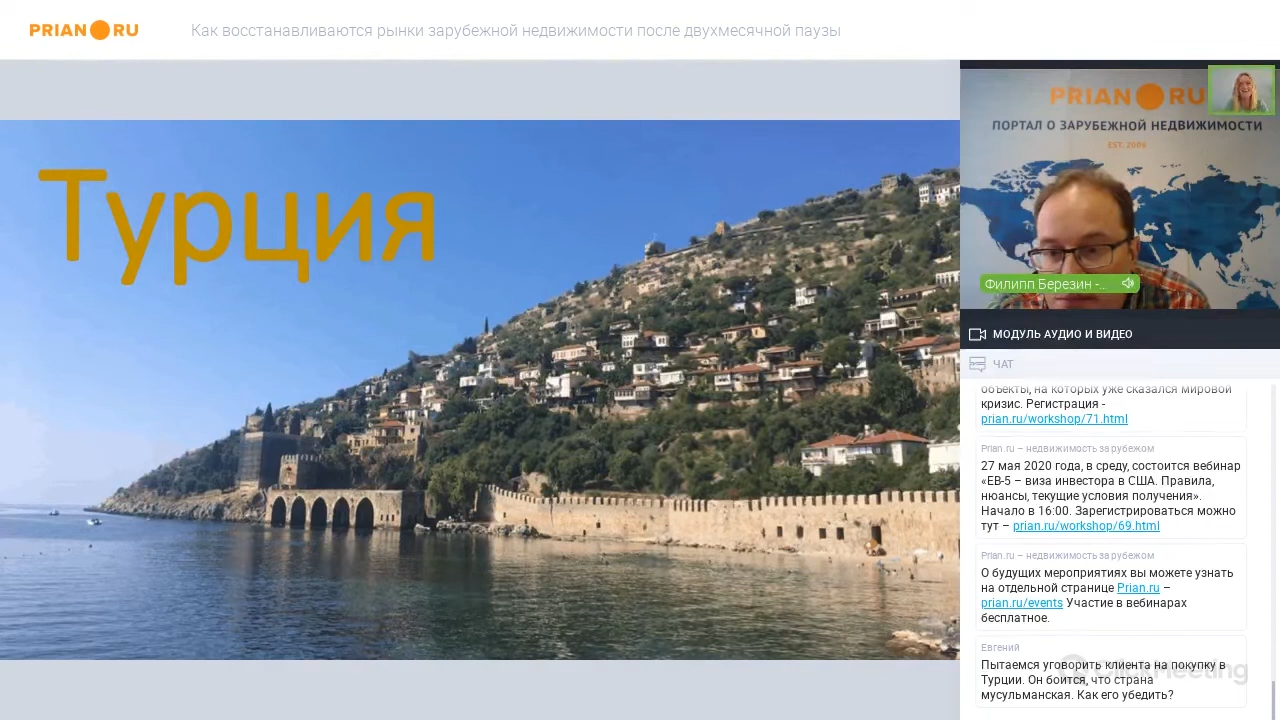 PRIAN RU
Как восстанавливаются рынки зарубежной недвижимости после двухмесячной паузы
Турция
PRIAN RU
ПОРТАЛ О ЗАРУБЕЖНОЙ НЕДВИЖИМОСТИ
EST. 2006
Филипп Березин -...
МОДУЛЬ АУДИО И ВИДЕО
ЧАТ
объекты, на которых уже сказался мировой
кризис. Регистрация -
prian.ru/workshop/71.html
Prian.ru – недвижимость за рубежом
27 мая 2020 года, в среду, состоится вебинар
«EB-5 – виза инвестора в США. Правила,
нюансы, текущие условия получения».
Начало в 16:00. Зарегистрироваться можно
тут – prian.ru/workshop/69.html
Prian.ru – недвижимость за рубежом
О будущих мероприятиях вы можете узнать
на отдельной странице Prian.ru –
prian.ru/events Участие в вебинарах
бесплатное.
Евгений
Пытаемся уговорить клиента на покупку в
Турции. Он боится, что страна
мусульманская. Как его убедить?
ClickMeeting